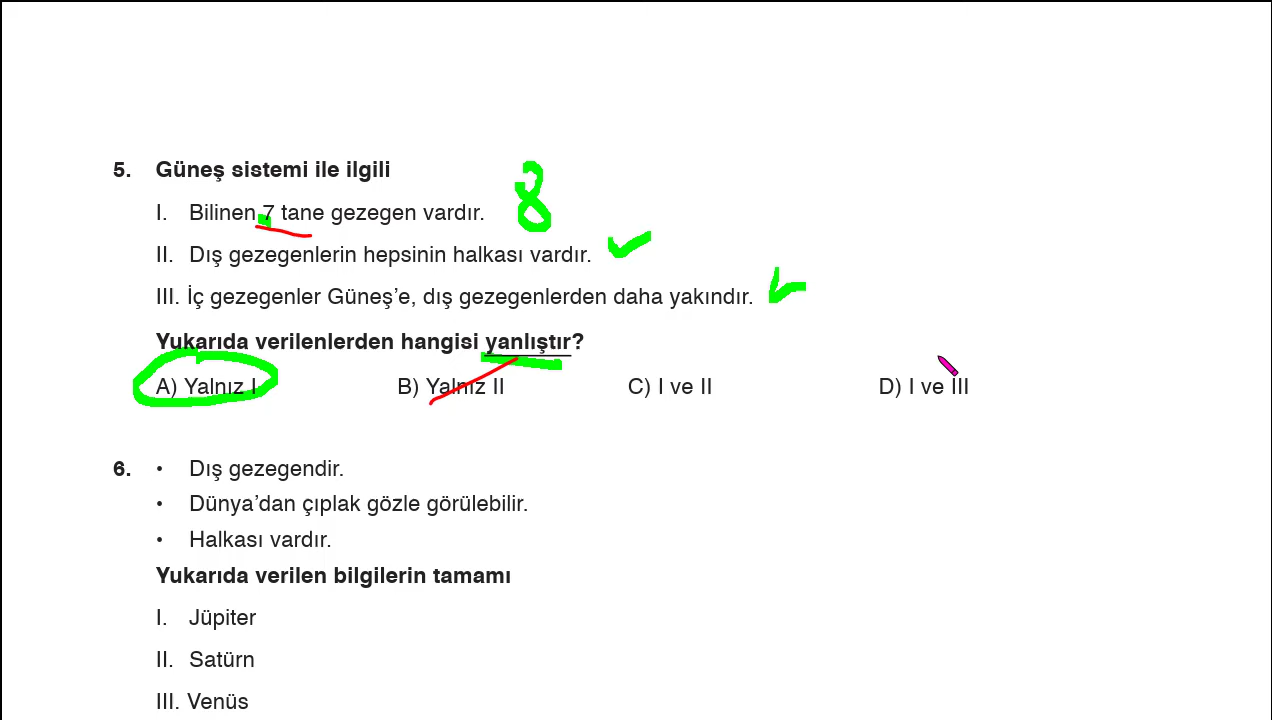 5. Güneş sistemi ile ilgili
8
I. Bilinen 7 tane gezegen vardır.
II. Dış gezegenlerin hepsinin halkası vardır.
III. İç gezegenler Güneş’e, dış gezegenlerden daha yakındır.
Yukarıda verilenlerden hangisi yanlıştır?
A) Yalnız I B) Yalnız II C) I ve II D) I ve III
6. • Dış gezegendir.
• Dünya’dan çıplak gözle görülebilir.
• Halkası vardır.
Yukarıda verilen bilgilerin tamamı
I. Jüpiter
II. Satürn
III. Venüs